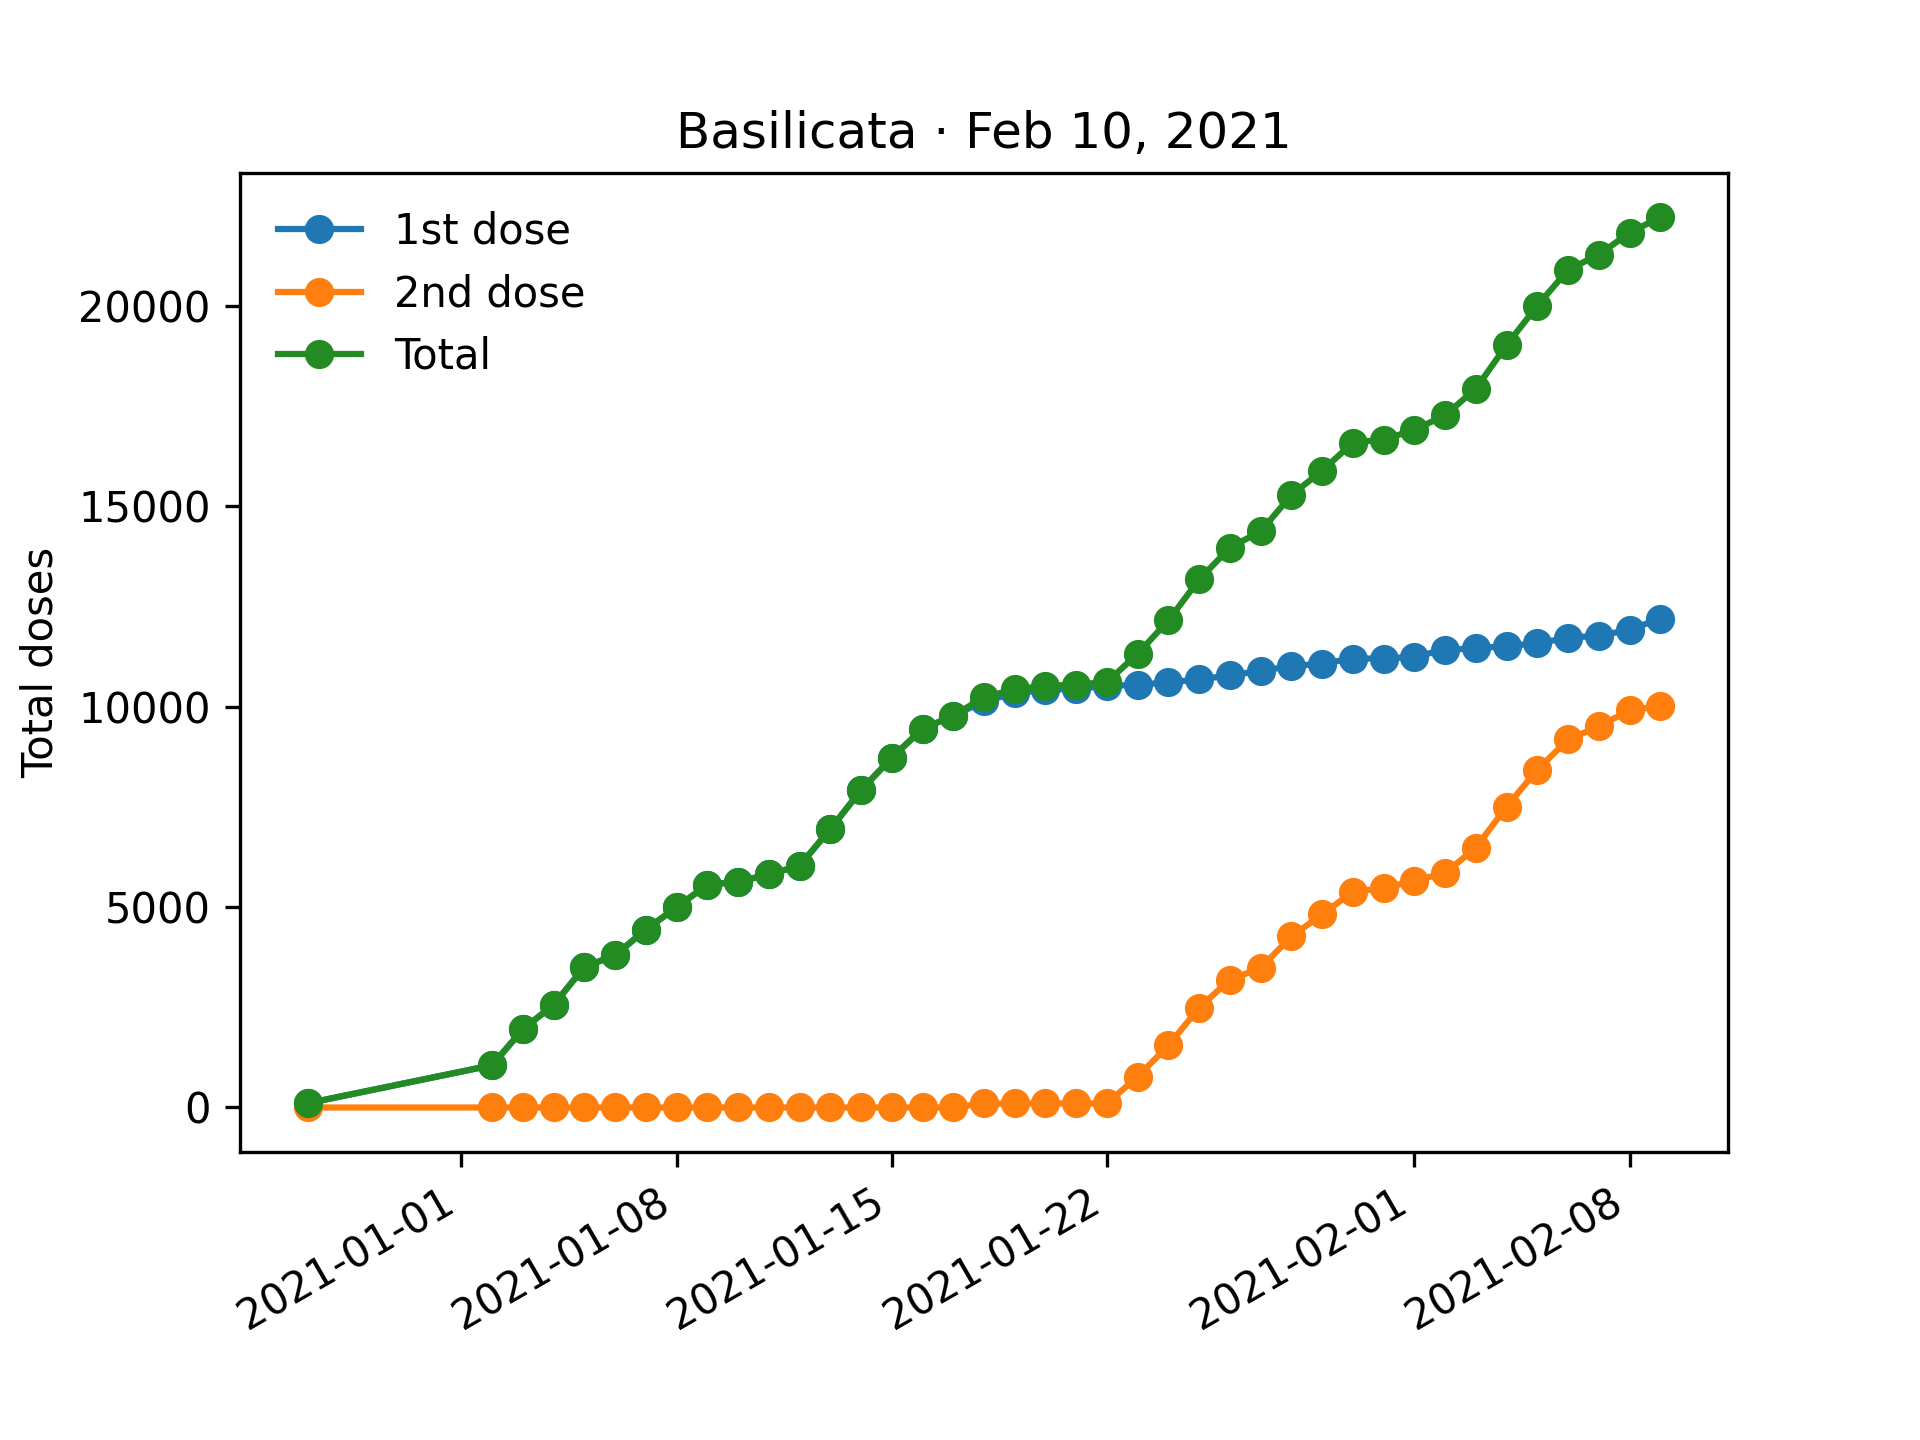 Basilicata · Feb 10, 2021
1st dose
2nd dose
Total
Total doses
20000
15000
10000
5000
0
2021-01-01
2021-01-08
2021-01-15
2021-01-22
2021-02-01
2021-02-08